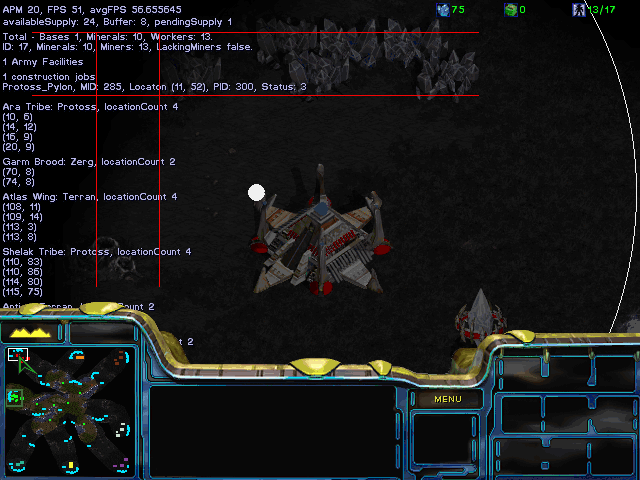 APM 20, FPS 51, avgFPS 56.655645
availableSupply: 24, Buffer: 8, pendingSupply 1
75
0
13/17
Total - Bases 1, Minerals 10, Workers: 13.
ID: 17, Minerals: 10, Miners: 13, LackingMiners false.
1 Army Facilities
1 construction jobs
Protoss_Pylon, MID: 285, Locaton (11, 52), PID: 300, Status: 3
Ara Tribe: Protoss, locationCount 4
(10, 6)
(14, 12)
(16, 9)
(20, 9)
Garm Brood: Zerg, locationCount 2
(70, 8)
(74, 8)
Atlas Wing: Terran, locationCount 4
(108, 11)
(109, 14)
(113, 3)
(113, 8)
Shelak Tribe: Protoss, locationCount 4
(110, 83)
(110, 86)
(114, 80)
(115, 75)
Terran, Count 2
t 2
MENU